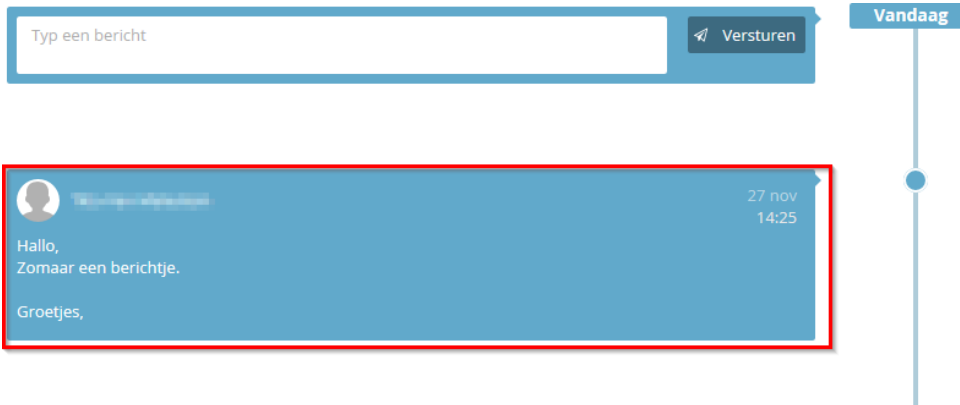 Typ een bericht
Versturen
Vandaag
27 nov
14:25
Hallo,
Zomaar een berichtje.
Groetjes,